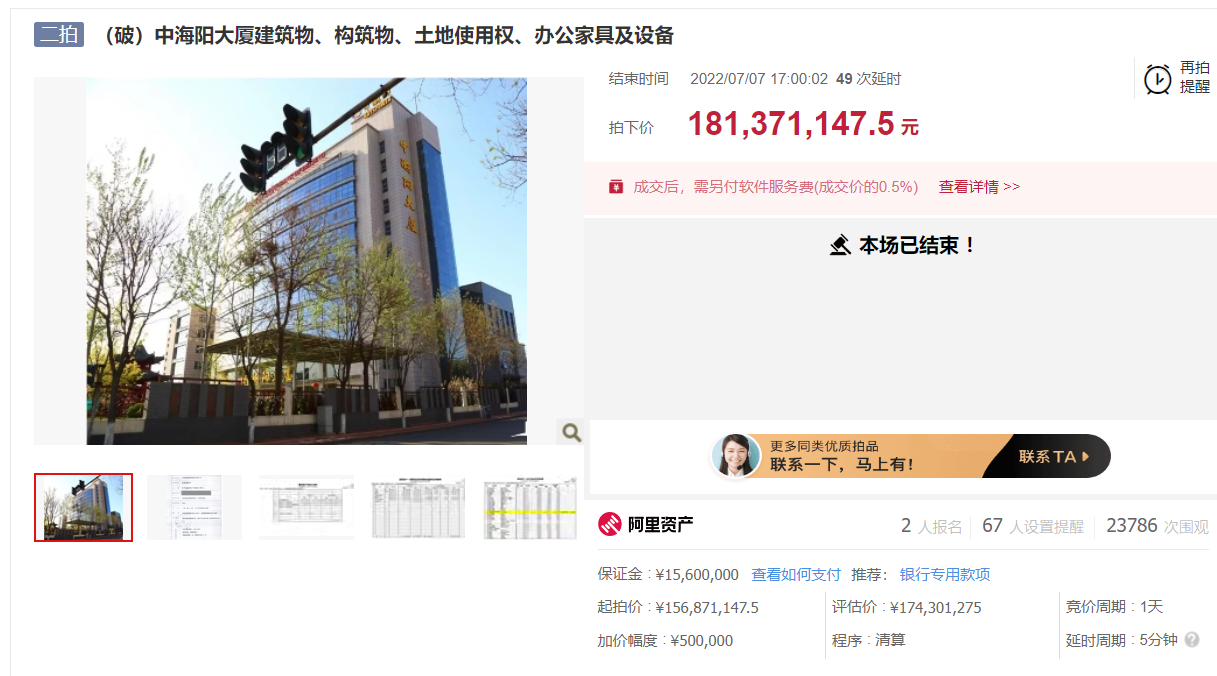 二拍 （破）中海阳大厦建筑物、构筑物、土地使用权、办公家具及设备
结束时间 2022/07/07 17:00:02 49 次延时
再拍
提醒
拍下价 181,371,147.5 元
成交后，需另付软件服务费(成交价的0.5%) 查看详情 >>
本场已结束！
中海阳大厦
更多同类优质拍品
联系一下，马上有！
联系TA
阿里资产
2 人报名 67 人设置提醒 23786 次围观
保证金 : ¥15,600,000 查看如何支付 推荐： 银行专用款项
起拍价 : ¥156,871,147.5 评估价 : ¥174,301,275 竞价周期 : 1天
加价幅度 : ¥500,000 程序 : 清算 延时周期 : 5分钟 ?